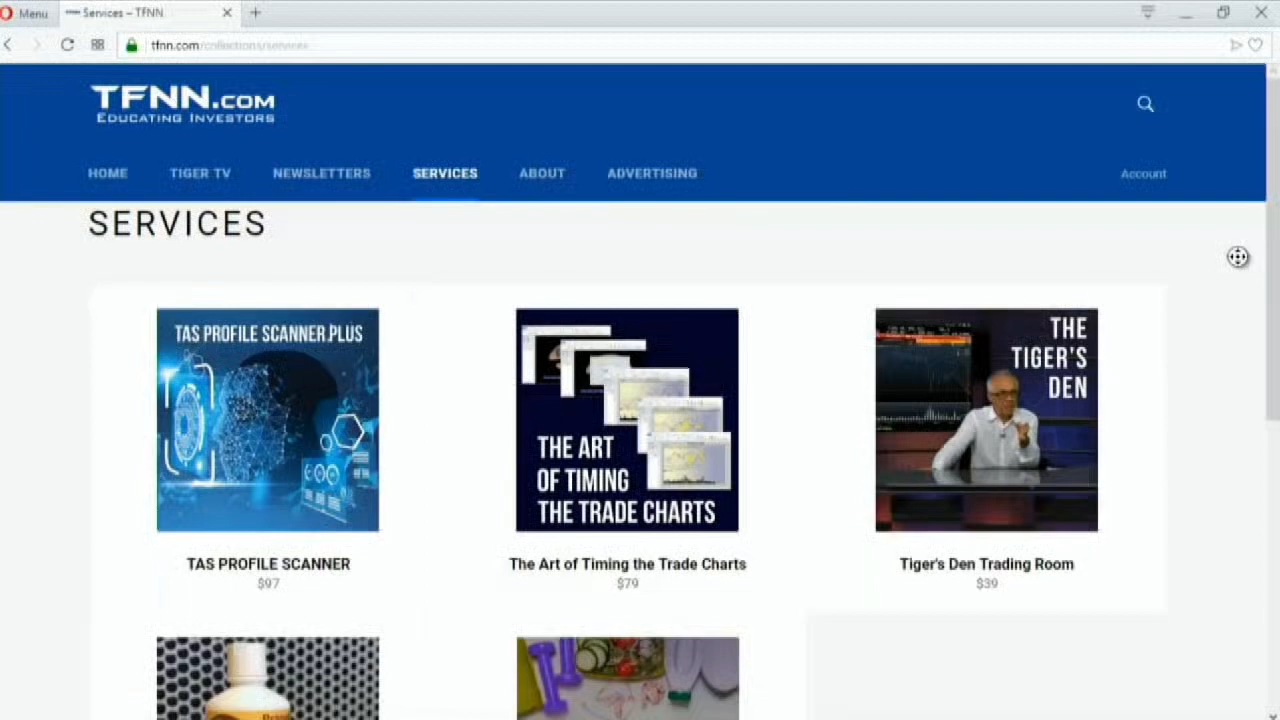 Menu
Services – TFNN
tfnn.com/collections/services
TFNN.COM
EDUCATING INVESTORS
HOME TIGER TV NEWSLETTERS SERVICES ABOUT ADVERTISING Account
SERVICES
TAS PROFILE SCANNER PLUS
THE ART
OF TIMING
THE TRADE CHARTS
THE
TIGER'S
DEN
TAS PROFILE SCANNER
$97
The Art of Timing the Trade Charts
$79
Tiger's Den Trading Room
$39